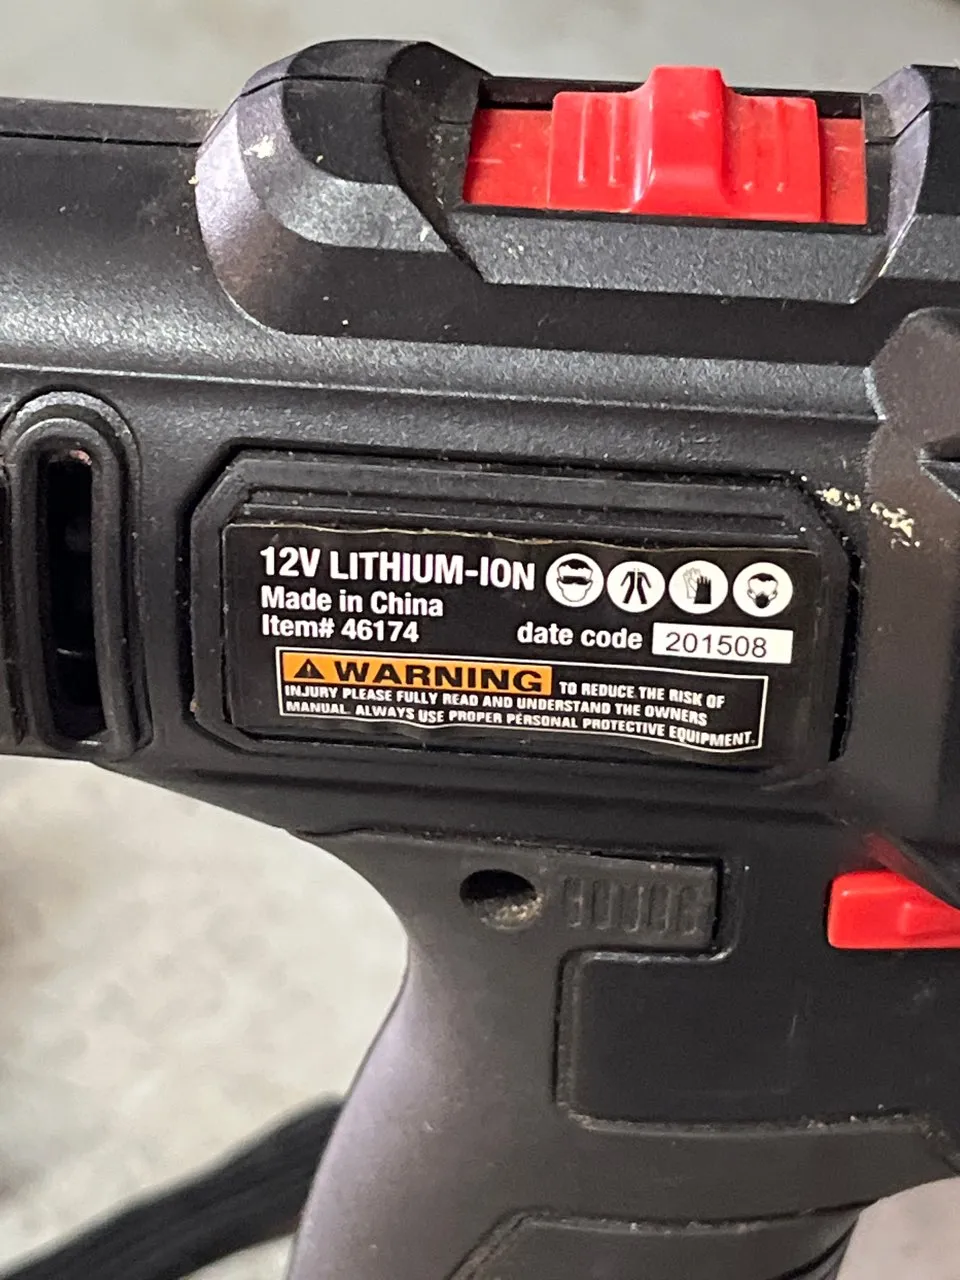 12V LITHIUM-ION
Made in China
Item# 46174
date code 201508
WARNING TO REDUCE THE RISK OF
INJURY PLEASE FULLY READ AND UNDERSTAND THE OWNERS
MANUAL. ALWAYS USE PROPER PERSONAL PROTECTIVE EQUIPMENT.